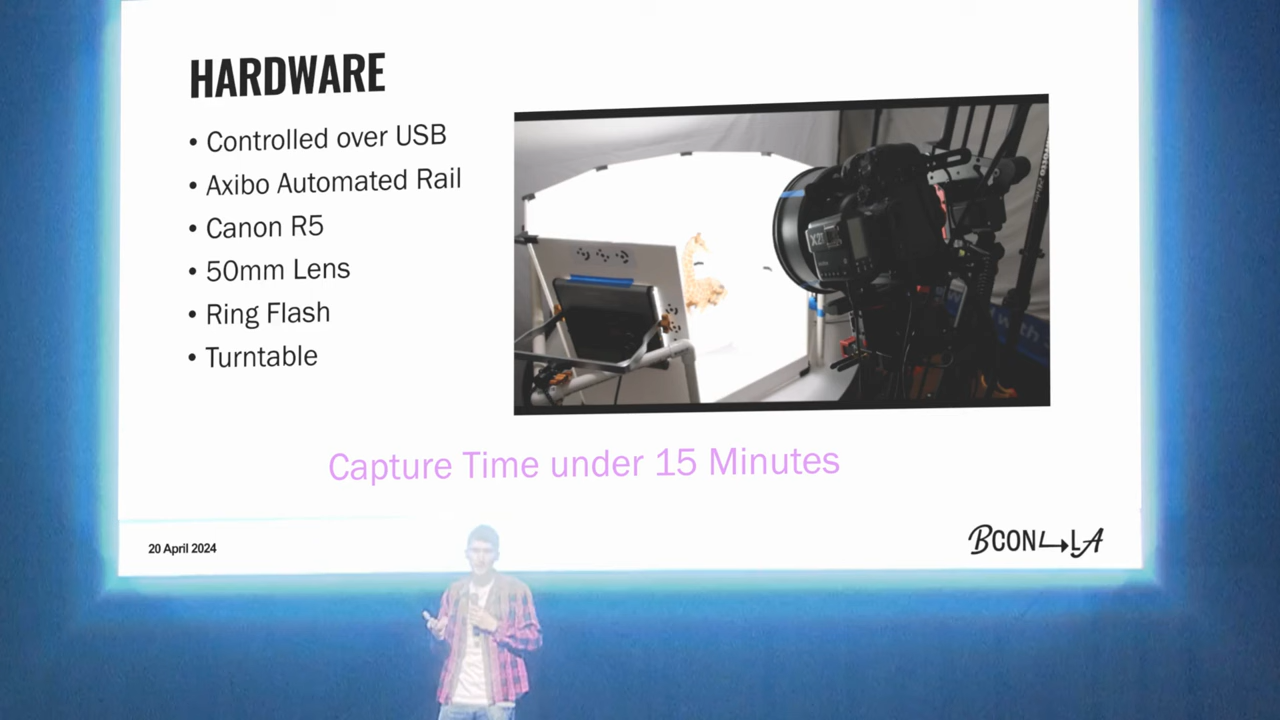 HARDWARE
• Controlled over USB
• Axibo Automated Rail
• Canon R5
• 50mm Lens
• Ring Flash
• Turntable
Capture Time under 15 Minutes
20 April 2024
BCON LA